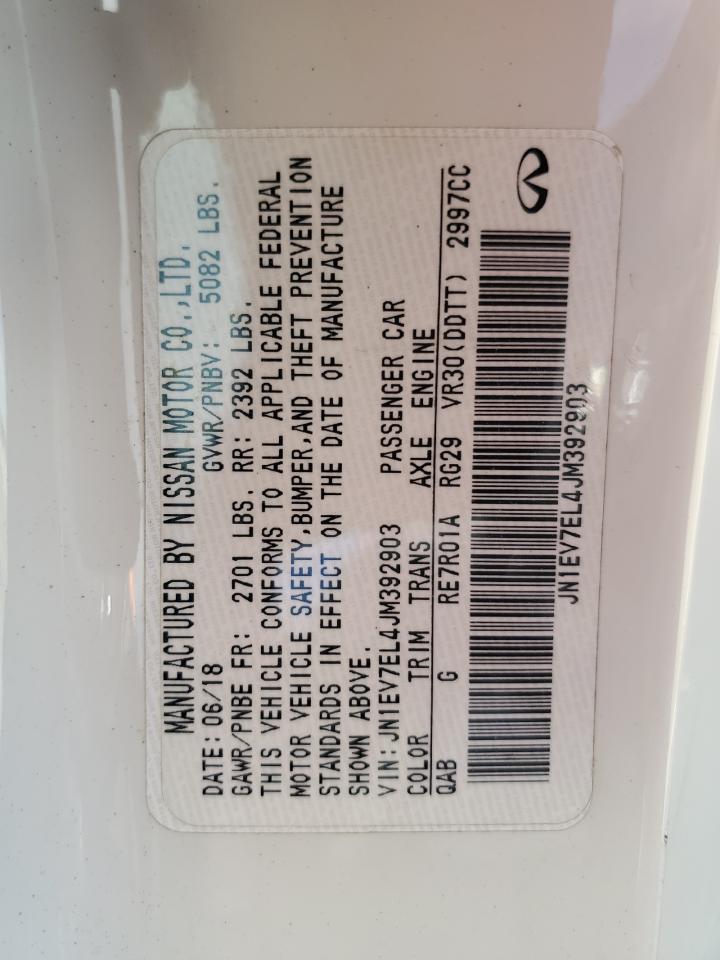 MANUFACTURED BY NISSAN MOTOR CO.,LTD.
DATE: 06/18 GVWR/PNBV: 5082 LBS.
GAWR/PNBE FR: 2701 LBS. RR: 2392 LBS.
THIS VEHICLE CONFORMS TO ALL APPLICABLE FEDERAL
MOTOR VEHICLE SAFETY,BUMPER,AND THEFT PREVENTION
STANDARDS IN EFFECT ON THE DATE OF MANUFACTURE
SHOWN ABOVE.
VIN:JN1EV7EL4JM392903 PASSENGER CAR
COLOR TRIM TRANS AXLE ENGINE
QAB G RE7R01A RG29 VR30(DDTT) 2997CC
JN1EV7EL4JM392903